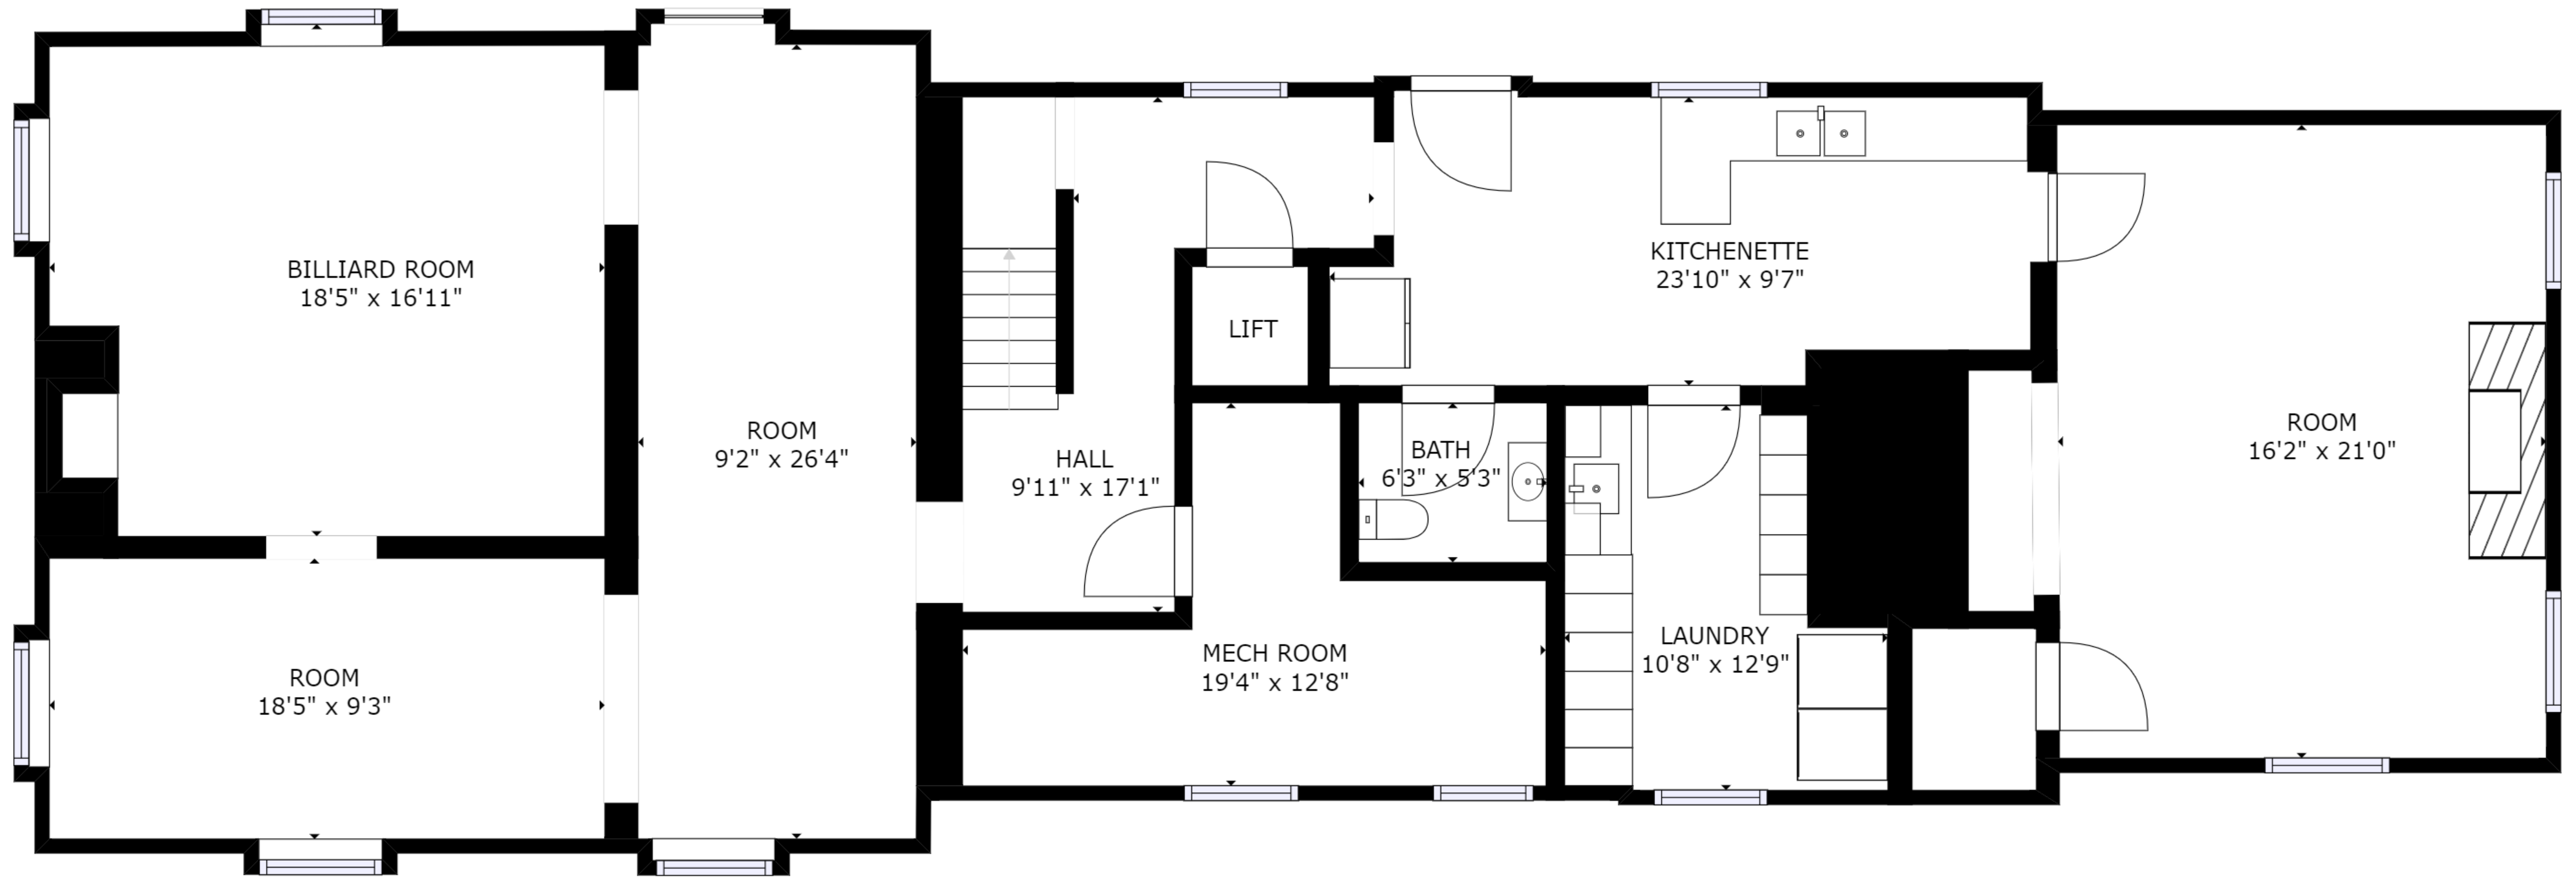 BILLIARD ROOM
18'5" x 16'11"
ROOM
9'2" x 26'4"
ROOM
18'5" x 9'3"
HALL
9'11" x 17'1"
LIFT
KITCHENETTE
23'10" x 9'7"
BATH
6'3" x 5'3"
MECH ROOM
19'4" x 12'8"
LAUNDRY
10'8" x 12'9"
ROOM
16'2" x 21'0"